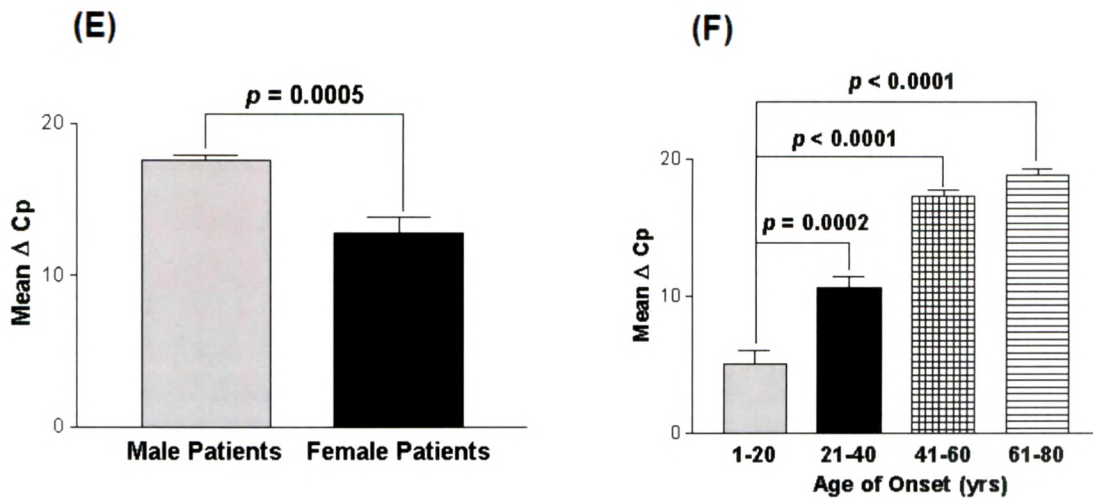 (E)
p = 0.0005
20
10
0
Mean Δ Cp
Male Patients Female Patients
(F)
p < 0.0001
p < 0.0001
p = 0.0002
20
10
0
Mean Δ Cp
1-20 21-40 41-60 61-80
Age of Onset (yrs)